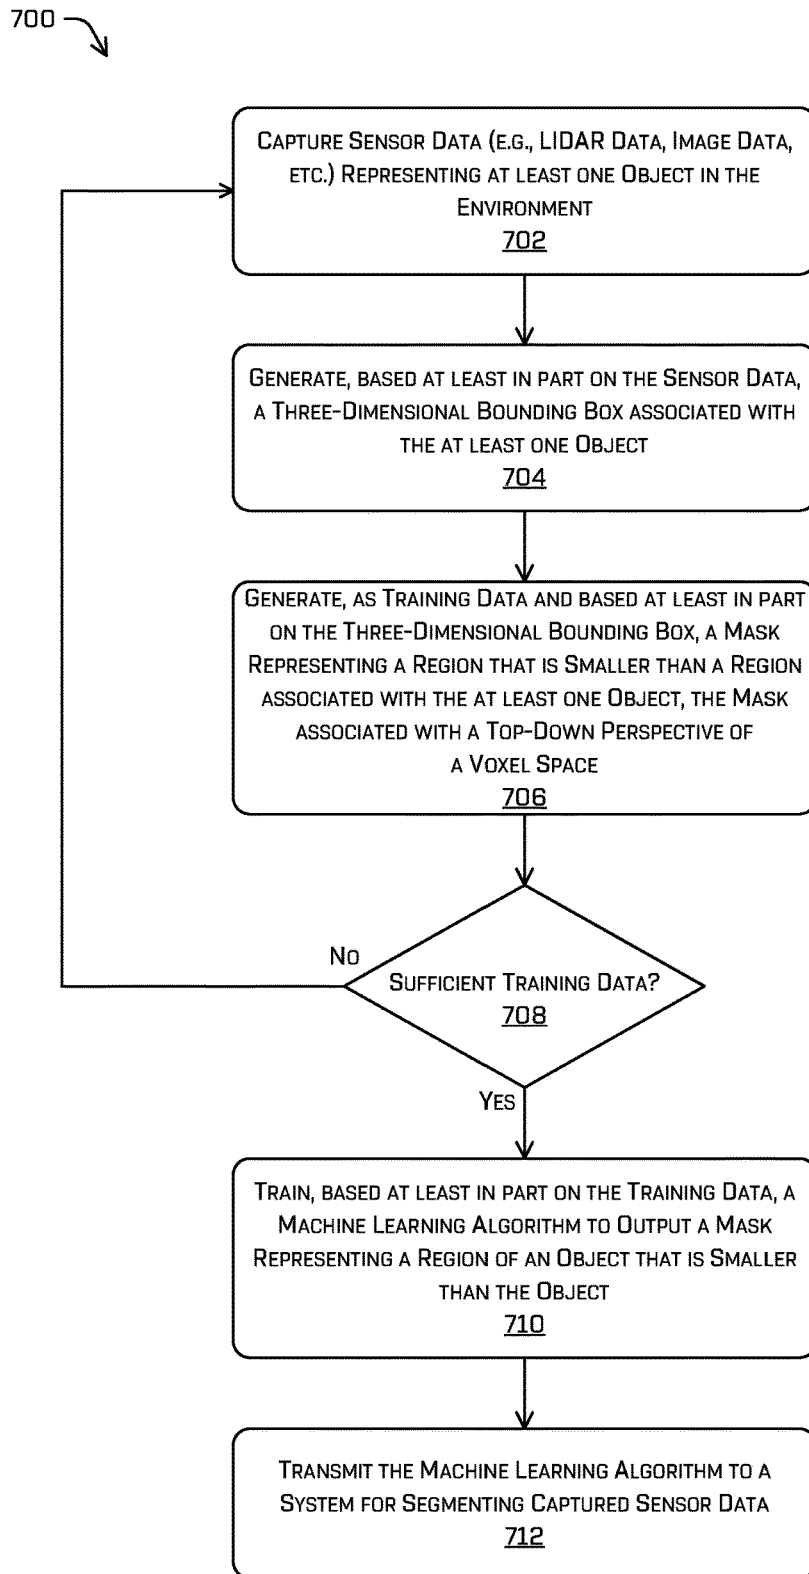 700
Capture Sensor Data (e.g., LIDAR Data, Image Data,
etc.) Representing at least one Object in the
Environment
702
Generate, based at least in part on the Sensor Data,
a Three-Dimensional Bounding Box associated with
the at least one Object
704
Generate, as Training Data and based at least in part
on the Three-Dimensional Bounding Box, a Mask
Representing a Region that is Smaller than a Region
associated with the at least one Object, the Mask
associated with a Top-Down Perspective of
a Voxel Space
706
No
Sufficient Training Data?
708
Yes
Train, based at least in part on the Training Data, a
Machine Learning Algorithm to Output a Mask
Representing a Region of an Object that is Smaller
than the Object
710
Transmit the Machine Learning Algorithm to a
System for Segmenting Captured Sensor Data
712